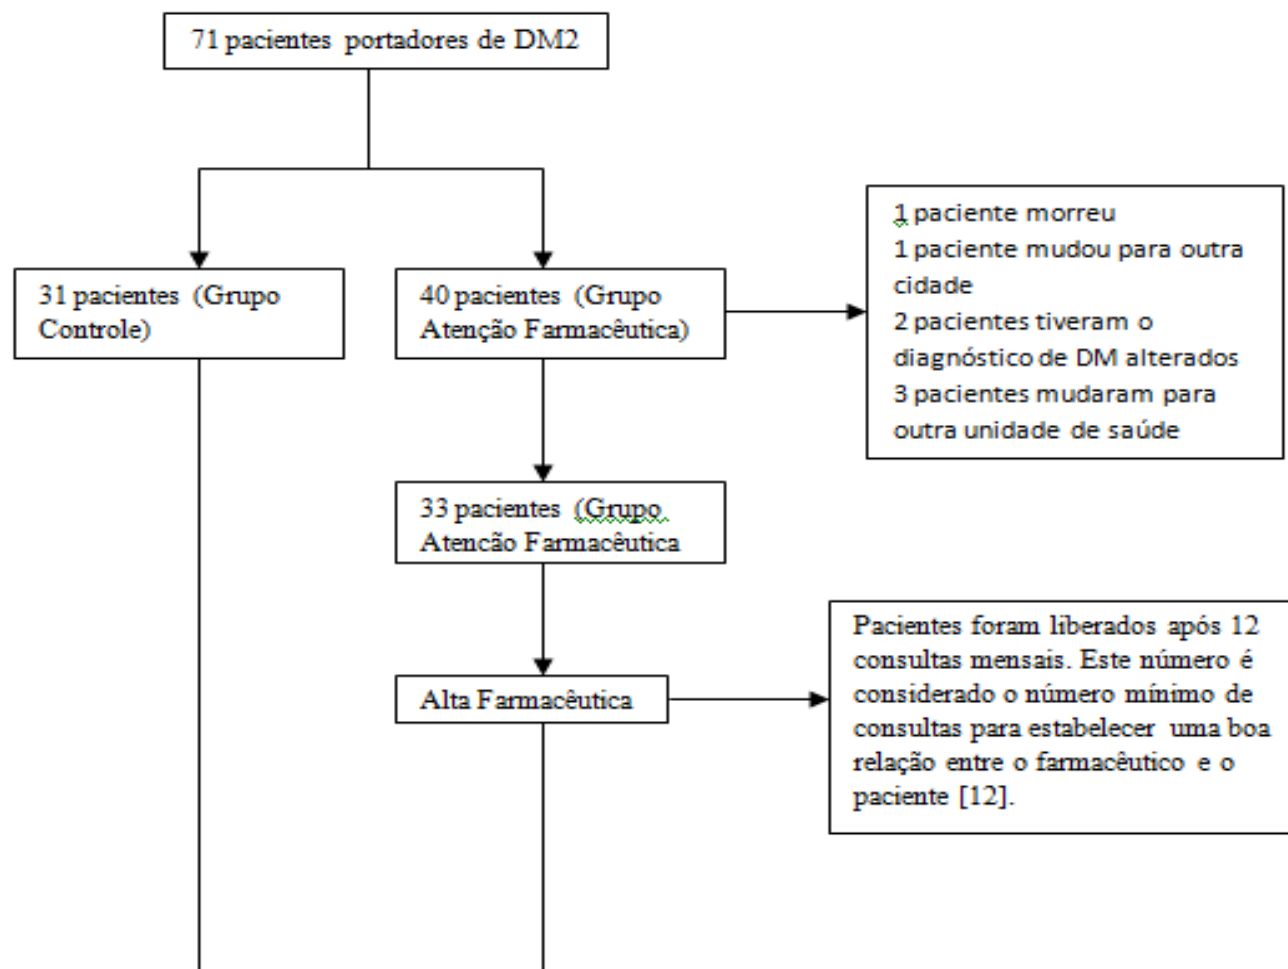 71 pacientes portadores de DM2
31 pacientes (Grupo
Controle)
40 pacientes (Grupo
Atenção Farmacêutica)
1 paciente morreu
1 paciente mudou para outra
cidade
2 pacientes tiveram o
diagnóstico de DM alterados
3 pacientes mudaram para
outra unidade de saúde
33 pacientes (Grupo
Atencão Farmacêutica
Alta Farmacêutica
Pacientes foram liberados após 12
consultas mensais. Este número é
considerado o número mínimo de
consultas para estabelecer uma boa
relação entre o farmacêutico e o
paciente [12].